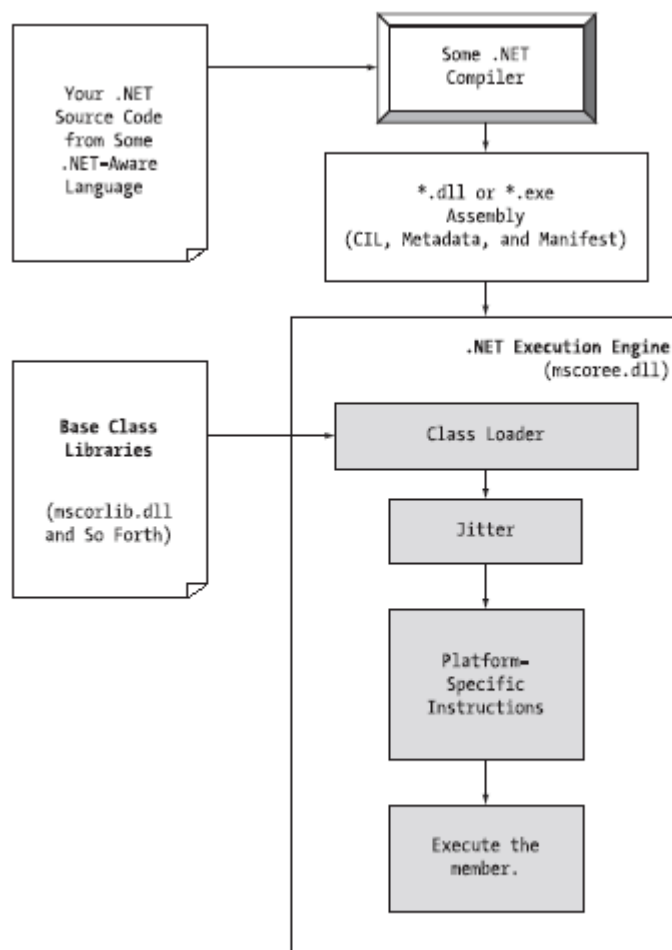 Your .NET
Source Code
from Some
.NET-Aware
Language
Some .NET
Compiler
*.dll or *.exe
Assembly
(CIL, Metadata, and Manifest)
.NET Execution Engine
(mscoree.dll)
Base Class
Libraries
(mscorlib.dll
and So Forth)
Class Loader
Jitter
Platform-
Specific
Instructions
Execute the
member.